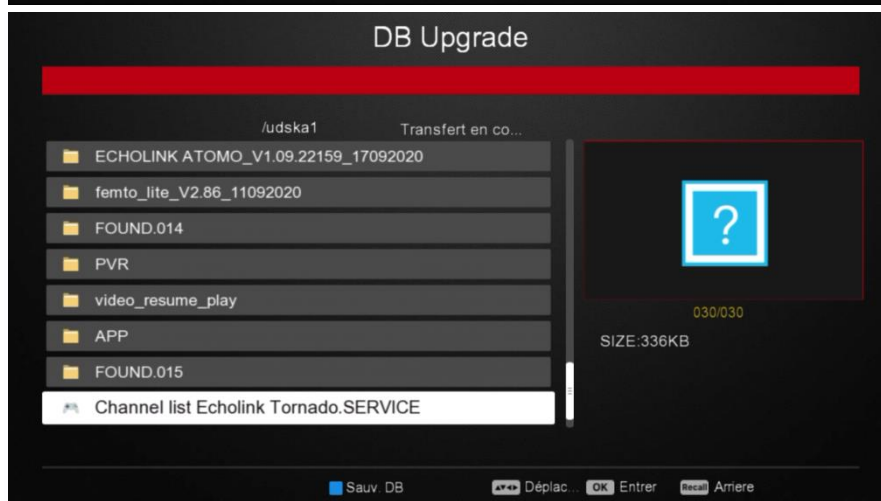 DB Upgrade
/udska1 Transfert en co...
ECHOLINK ATOMO_V1.09.22159_17092020
femto_lite_V2.86_11092020
FOUND.014
PVR
video_resume_play
APP
FOUND.015
Channel list Echolink Tornado.SERVICE
?
030/030
SIZE:336KB
Sauv. DB Déplac... OK Entrer Recall Arriere